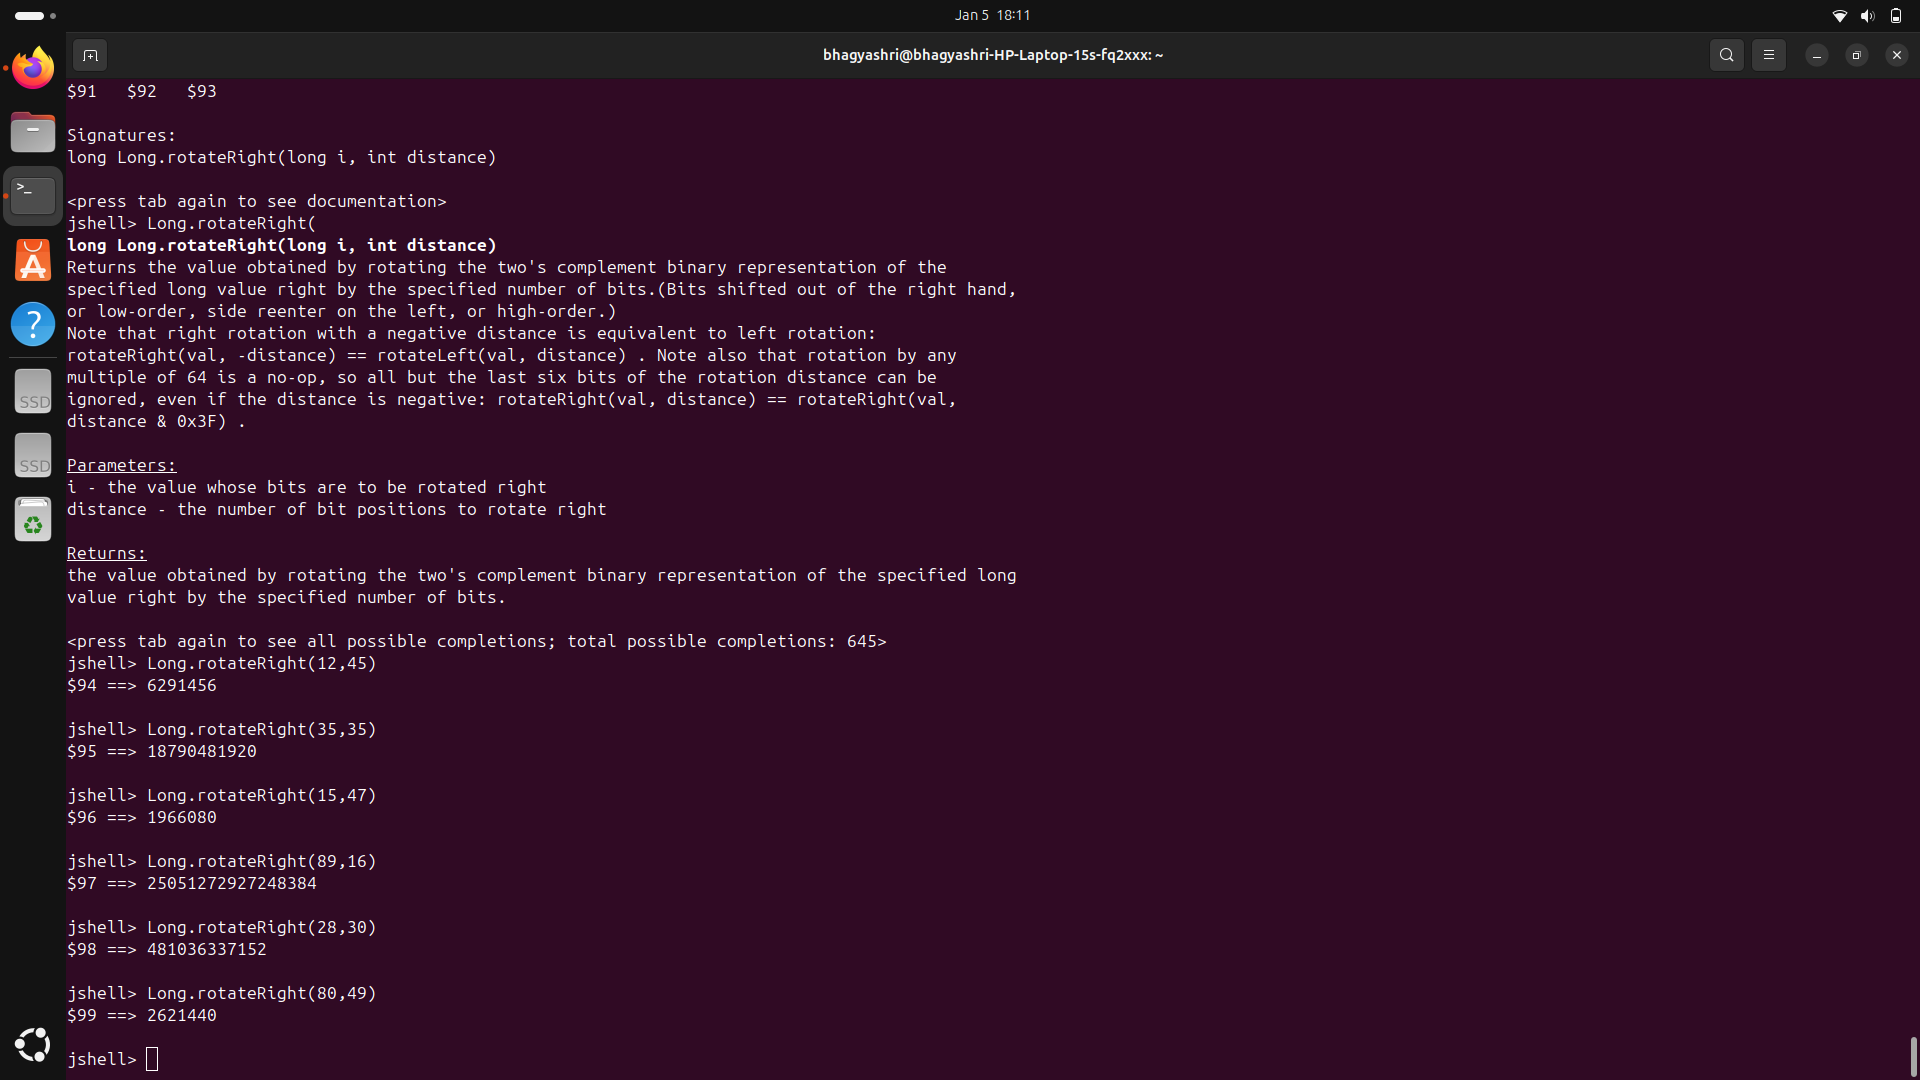 Jan 5 18:11
bhagyashri@bhagyashri-HP-Laptop-15s-fq2xxx: ~
$91   $92   $93
Signatures:
long Long.rotateRight(long i, int distance)
<press tab again to see documentation>
jshell> Long.rotateRight(
long Long.rotateRight(long i, int distance)
Returns the value obtained by rotating the two's complement binary representation of the
specified long value right by the specified number of bits.(Bits shifted out of the right hand,
or low-order, side reenter on the left, or high-order.)
Note that right rotation with a negative distance is equivalent to left rotation:
rotateRight(val, -distance) == rotateLeft(val, distance) . Note also that rotation by any
multiple of 64 is a no-op, so all but the last six bits of the rotation distance can be
ignored, even if the distance is negative: rotateRight(val, distance) == rotateRight(val,
distance & 0x3F) .
Parameters:
i - the value whose bits are to be rotated right
distance - the number of bit positions to rotate right
Returns:
the value obtained by rotating the two's complement binary representation of the specified long
value right by the specified number of bits.
<press tab again to see all possible completions; total possible completions: 645>
jshell> Long.rotateRight(12,45)
$94 ==> 6291456
jshell> Long.rotateRight(35,35)
$95 ==> 18790481920
jshell> Long.rotateRight(15,47)
$96 ==> 1966080
jshell> Long.rotateRight(89,16)
$97 ==> 25051272927248384
jshell> Long.rotateRight(28,30)
$98 ==> 481036337152
jshell> Long.rotateRight(80,49)
$99 ==> 2621440
jshell>
>_
?
SSD
SSD